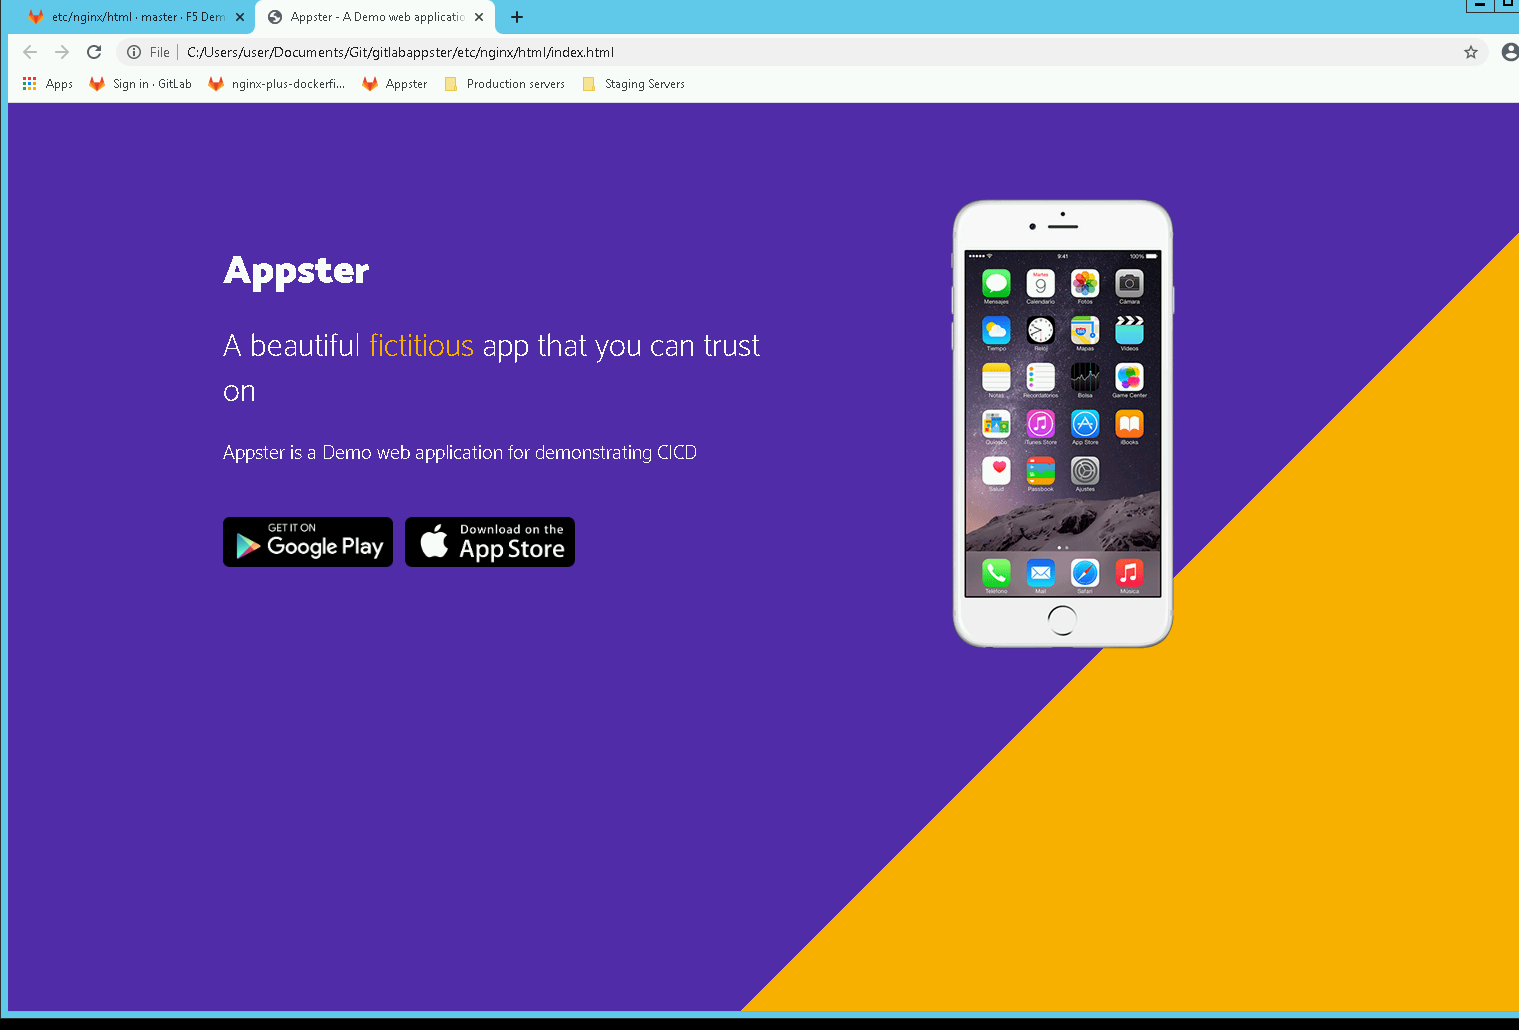 etc/nginx/html · master · F5 Dem
Appster - A Demo web applicatio
File
C:/Users/user/Documents/Git/gitlabappster/etc/nginx/html/index.html
Apps
Sign in · GitLab
nginx-plus-dockerfi...
Appster
Production servers
Staging Servers
Appster
A beautiful fictitious app that you can trust
on
Appster is a Demo web application for demonstrating CICD
GET IT ON
Google Play
Download on the
App Store
9:41
100%
Martes
9
Mensajes
Calendario
Fotos
Cámara
Tiempo
Reloj
Mapas
Videos
Notas
Recordatorios
Bolsa
Game Center
Quiosco
iTunes Store
App Store
iBooks
Salud
Passbook
Ajustes
Teléfono
Mail
Safari
Música